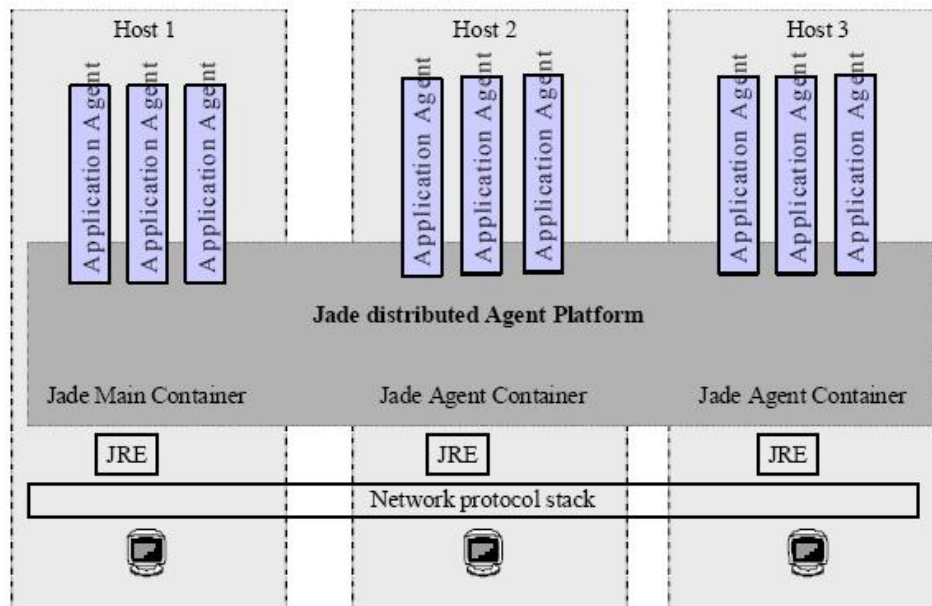 Host 1
Host 2
Host 3
Application Agent
Application Agent
Application Agent
Application Agent
Application Agent
Application Agent
Application Agent
Application Agent
Application Agent
Jade distributed Agent Platform
Jade Main Container
Jade Agent Container
Jade Agent Container
JRE
JRE
JRE
Network protocol stack